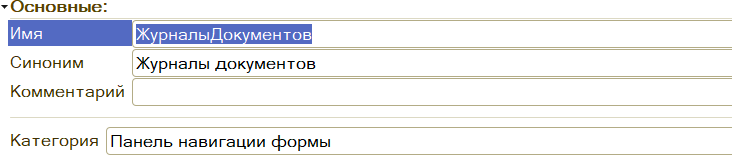 Основные:
Имя ЖурналыДокументов
Синоним Журналы документов
Комментарий
Категория Панель навигации формы